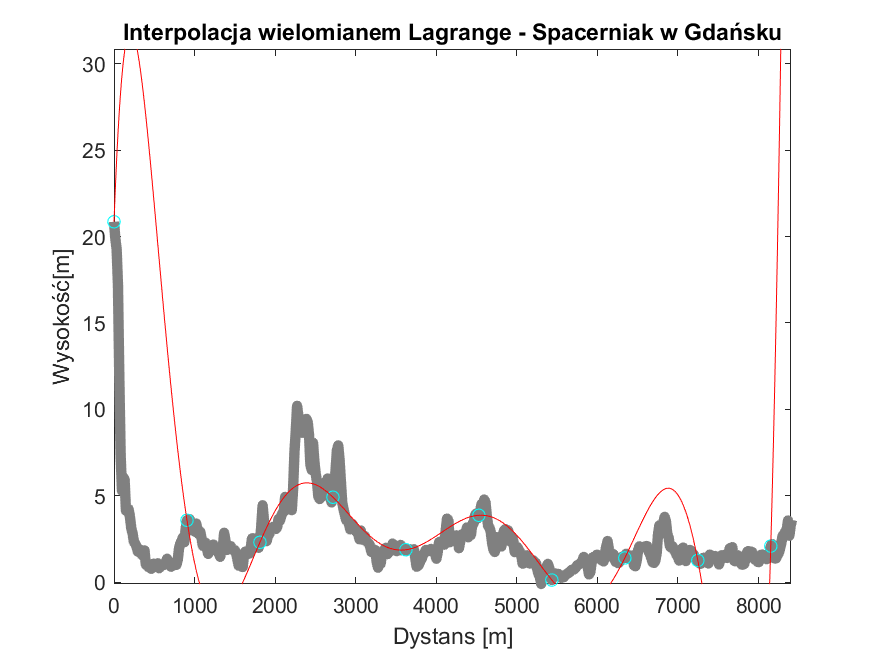 Interpolacja wielomianem Lagrange - Spacerniak w Gdańsku
Wysokość[m]
30
25
20
15
10
5
0
0 1000 2000 3000 4000 5000 6000 7000 8000
Dystans [m]